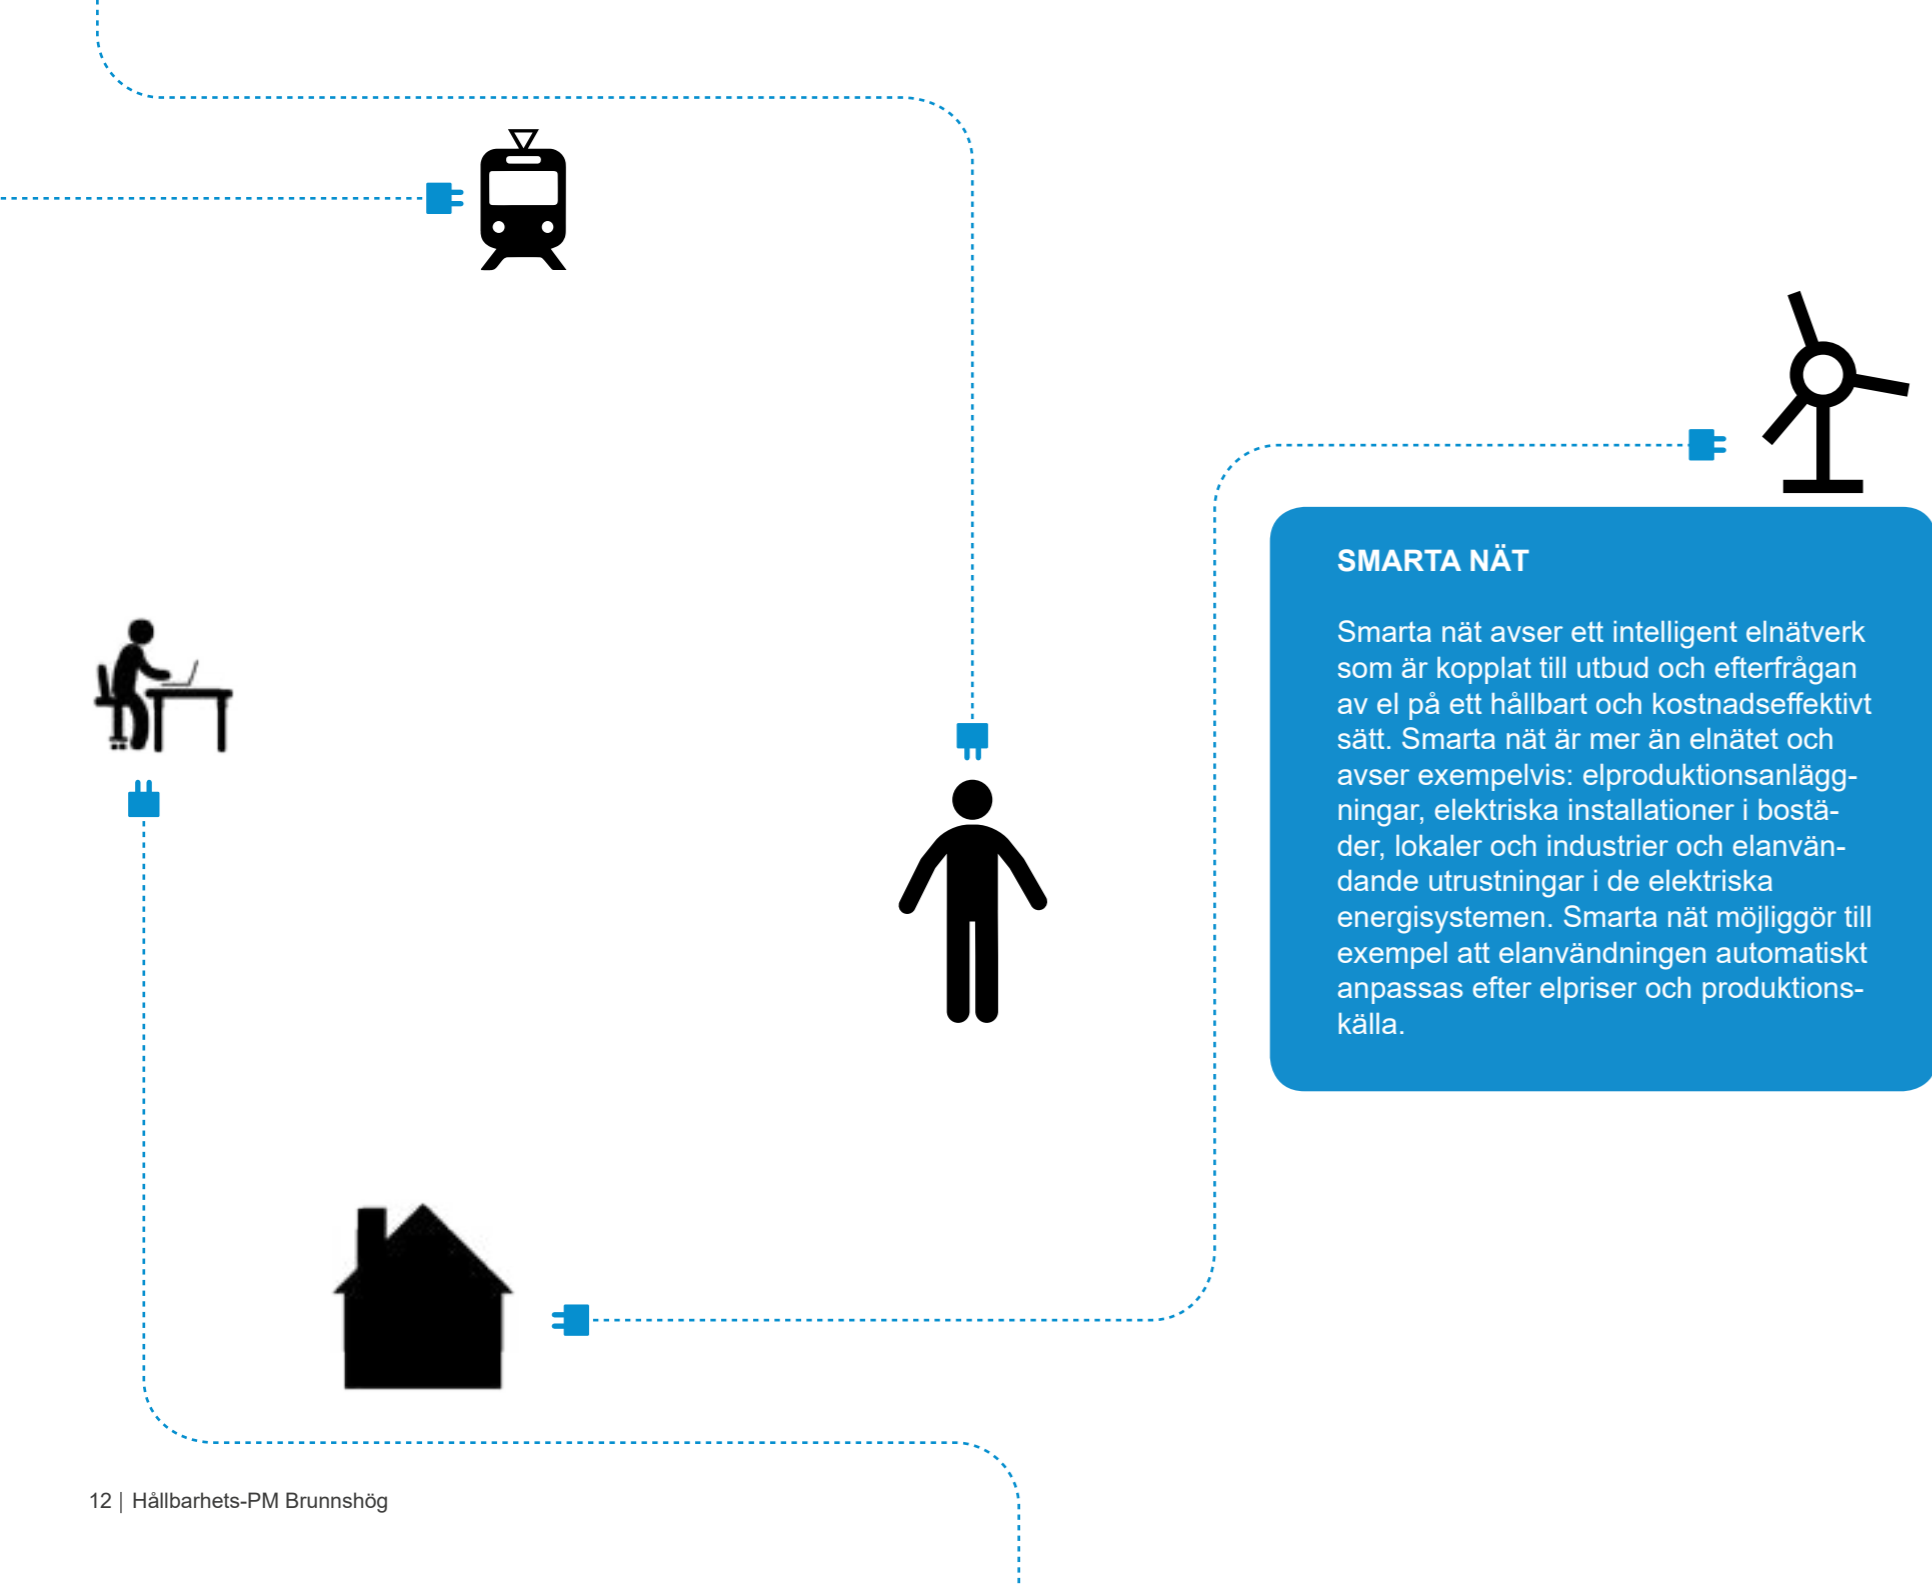 SMARTA NÄT
Smarta nät avser ett intelligent elnätverk
som är kopplat till utbud och efterfrågan
av el på ett hållbart och kostnadseffektivt
sätt. Smarta nät är mer än elnätet och
avser exempelvis: elproduktionsanlägg-
ningar, elektriska installationer i bostä-
der, lokaler och industrier och elanvän-
dande utrustningar i de elektriska
energisystemen. Smarta nät möjliggör till
exempel att elanvändningen automatiskt
anpassas efter elpriser och produktions-
källa.
12 | Hållbarhets-PM Brunnshög